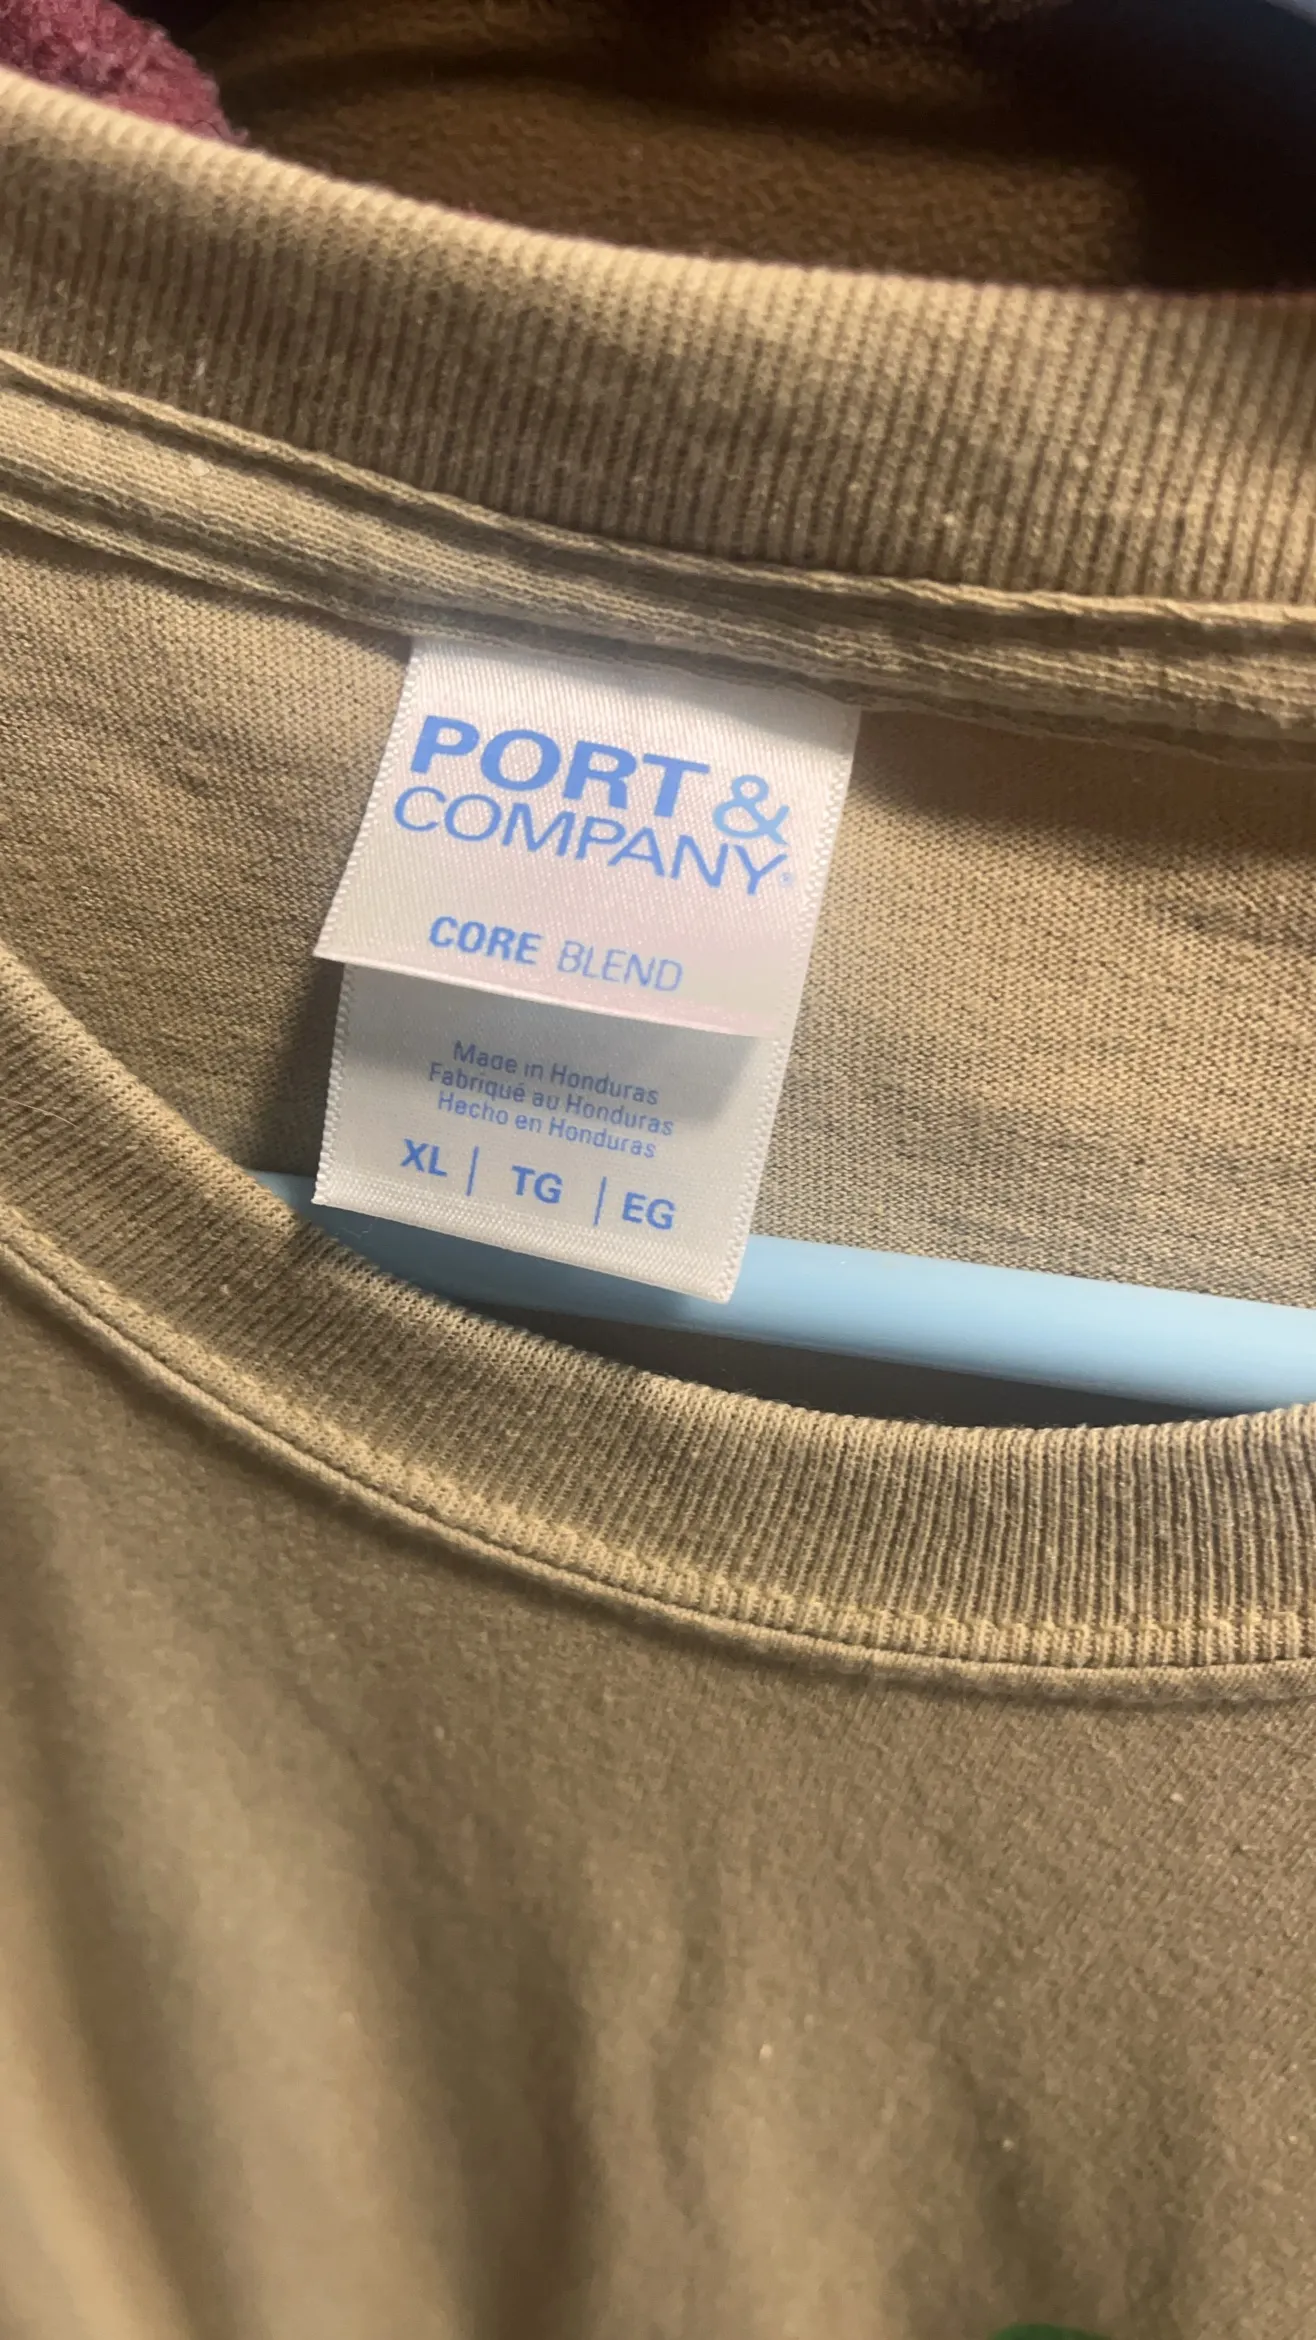 PORT &
COMPANY®
CORE BLEND
Made in Honduras
Fabriqué au Honduras
Hecho en Honduras
XL | TG | EG